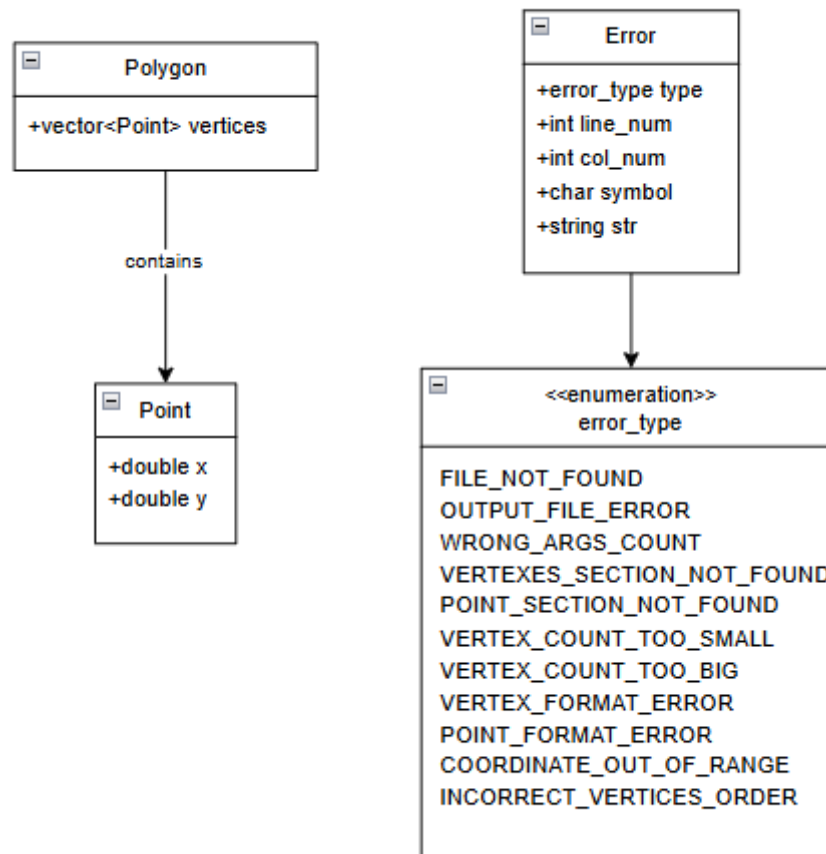 Polygon
+vector<Point> vertices
contains
Point
+double x
+double y
Error
+error_type type
+int line_num
+int col_num
+char symbol
+string str
<<enumeration>>
error_type
FILE_NOT_FOUND
OUTPUT_FILE_ERROR
WRONG_ARGS_COUNT
VERTEXES_SECTION_NOT_FOUND
POINT_SECTION_NOT_FOUND
VERTEX_COUNT_TOO_SMALL
VERTEX_COUNT_TOO_BIG
VERTEX_FORMAT_ERROR
POINT_FORMAT_ERROR
COORDINATE_OUT_OF_RANGE
INCORRECT_VERTICES_ORDER